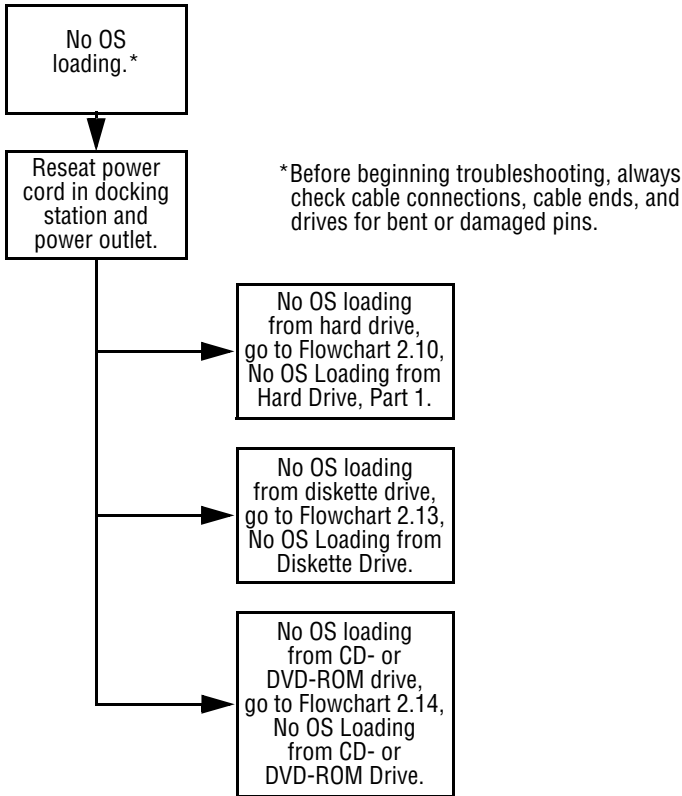 No OS
loading.*
Reseat power
cord in docking
station and
power outlet.
*Before beginning troubleshooting, always
check cable connections, cable ends, and
drives for bent or damaged pins.
No OS loading
from hard drive,
go to Flowchart 2.10,
No OS Loading from
Hard Drive, Part 1.
No OS loading
from diskette drive,
go to Flowchart 2.13,
No OS Loading from
Diskette Drive.
No OS loading
from CD- or
DVD-ROM drive,
go to Flowchart 2.14,
No OS Loading
from CD- or
DVD-ROM Drive.